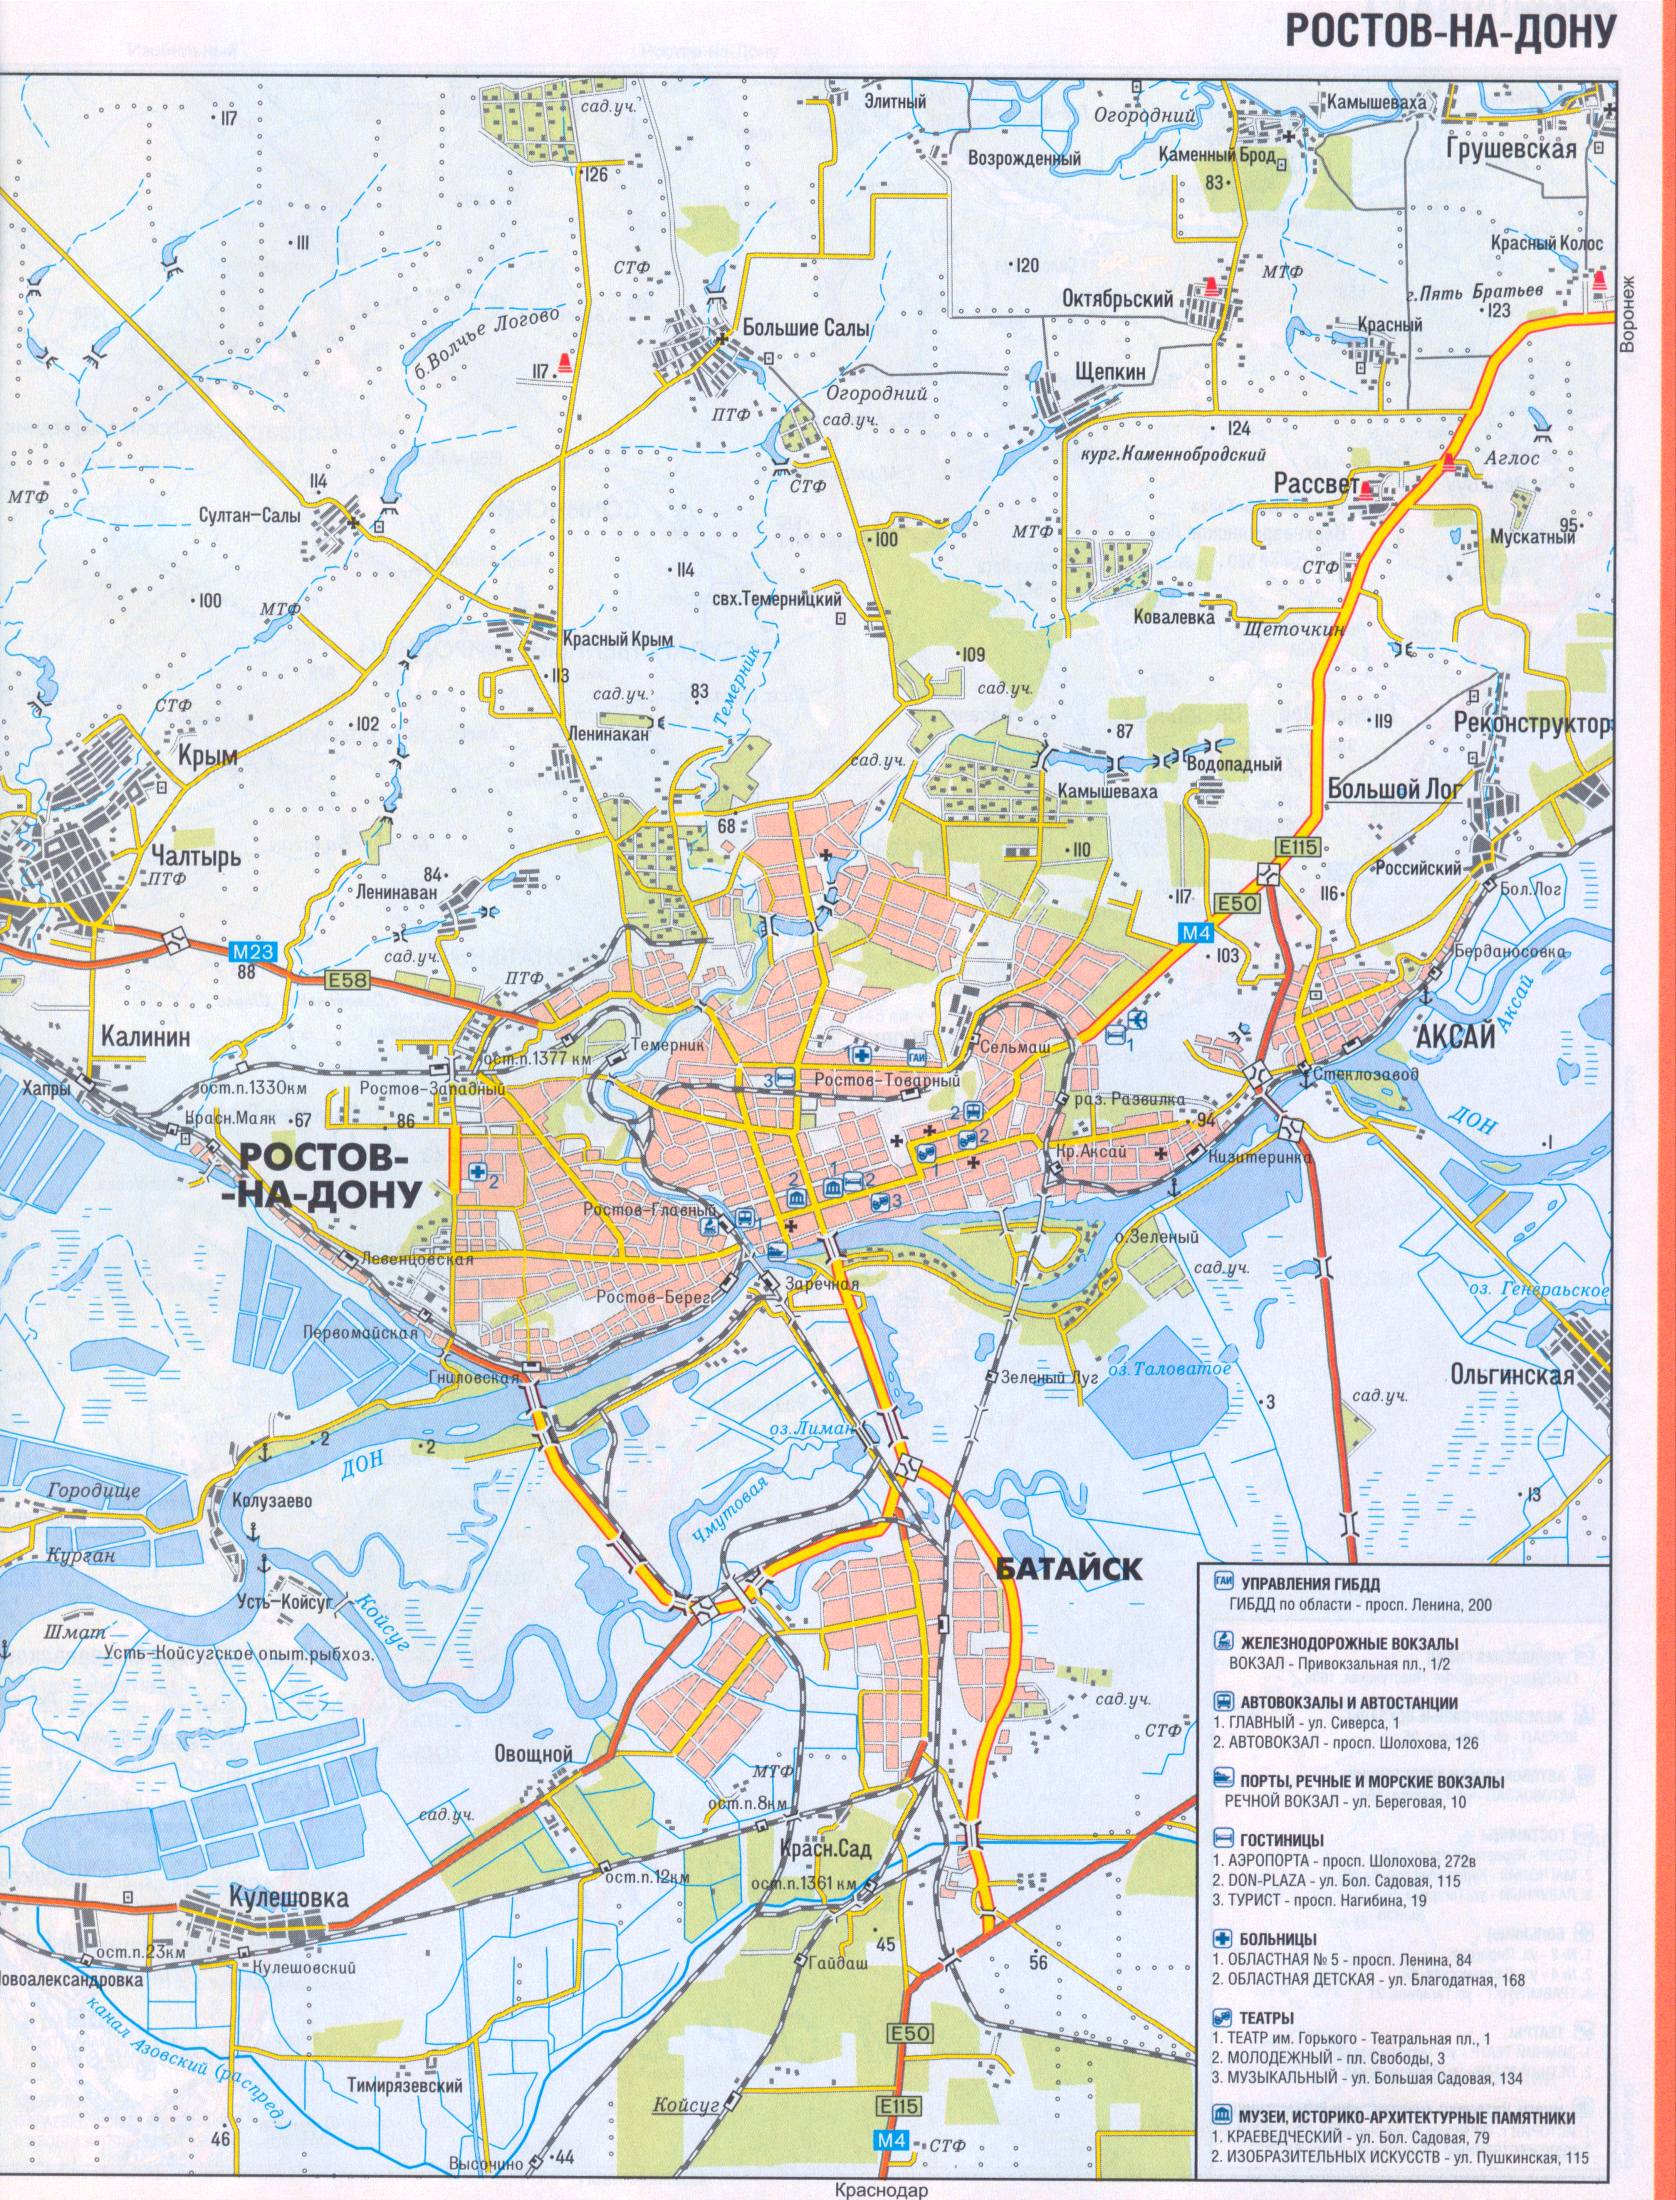 РОСТОВ-НА-ДОНУ
сад.уч.
Элитный
Огородный
Камышеваха
117
Возрожденный
Каменный Брод
Грушевская
126
83
111
СТФ
120
МТФ
Красный Колос
Октябрьский
г.Пять Братьев
123
Воронеж
б.Волчье Логово
Большие Салы
Красный
117
Щепкин
Огородный
ПТФ
сад.уч.
124
кург.Каменнобродский
Аглос
114
СТФ
Рассвет
МТФ
Султан-Салы
МТФ
95
100
Мускатный
114
СТФ
100
свх.Темерницкий
МТФ
Ковалевка
Щеточкин
Красный Крым
109
113
сад.уч.
83
Темерник
сад.уч.
СТФ
102
Ленинакан
87
119
Реконструктор
Крым
сад.уч.
Водопадный
Камышеваха
Большой Лог
68
E115
110
Чалтырь
ПТФ
84
Российский
Ленинаван
117
E50
116
Бол.Лог
M4
M23
88
сад.уч.
103
Берданосовка
E58
ПТФ
Аксай
Калинин
АКСАЙ
Темерник
1
ГАИ
Сельмаш
1
ост.п.1377 км
Хапры
ост.п.1330км
Ростов-Западный
3
Ростов-Товарный
Стеклозавод
Красн.Маяк
67
86
2
раз. Развилка
94
ДОН
1
РОСТОВ-
-НА-ДОНУ
2
1
Кр.Аксай
Кизитеринка
2
2
1
2
Ростов-Главный
1
3
о.Зеленый
Левенцовская
сад.уч.
Заречная
оз. Генеральское
Ростов-Берег
Первомайская
Гниловская
Зеленый Луг
оз.Таловатое
Ольгинская
3
сад.уч.
2
2
оз.Лиман
ДОН
Городище
Колузаево
Чмутовая
13
Курган
БАТАЙСК
Усть-Койсуг
Койсуг
Шмат
Усть-Койсугское опыт.рыбхоз.
сад.уч.
СТФ
Овощной
МТФ
ост.п.8км
сад.уч.
Красн.Сад
ост.п.12км
ост.п.1361 км
Кулешовка
45
ост.п.23км
Кулешовский
Гайдаш
56
Новоалександровка
канал Азовский (распред.)
E50
Тимирязевский
Койсуг
E115
46
M4
СТФ
Высочино
44
Краснодар
ГАИ УПРАВЛЕНИЯ ГИБДД
ГИБДД по области - просп. Ленина, 200
ЖЕЛЕЗНОДОРОЖНЫЕ ВОКЗАЛЫ
ВОКЗАЛ - Привокзальная пл., 1/2
АВТОВОКЗАЛЫ И АВТОСТАНЦИИ
1. ГЛАВНЫЙ - ул. Сиверса, 1
2. АВТОВОКЗАЛ - просп. Шолохова, 126
ПОРТЫ, РЕЧНЫЕ И МОРСКИЕ ВОКЗАЛЫ
РЕЧНОЙ ВОКЗАЛ - ул. Береговая, 10
ГОСТИНИЦЫ
1. АЭРОПОРТА - просп. Шолохова, 272в
2. DON-PLAZA - ул. Бол. Садовая, 115
3. ТУРИСТ - просп. Нагибина, 19
БОЛЬНИЦЫ
1. ОБЛАСТНАЯ № 5 - просп. Ленина, 84
2. ОБЛАСТНАЯ ДЕТСКАЯ - ул. Благодатная, 168
ТЕАТРЫ
1. ТЕАТР им. Горького - Театральная пл., 1
2. МОЛОДЕЖНЫЙ - пл. Свободы, 3
3. МУЗЫКАЛЬНЫЙ - ул. Большая Садовая, 134
МУЗЕИ, ИСТОРИКО-АРХИТЕКТУРНЫЕ ПАМЯТНИКИ
1. КРАЕВЕДЧЕСКИЙ - ул. Бол. Садовая, 79
2. ИЗОБРАЗИТЕЛЬНЫХ ИСКУССТВ - ул. Пушкинская, 115